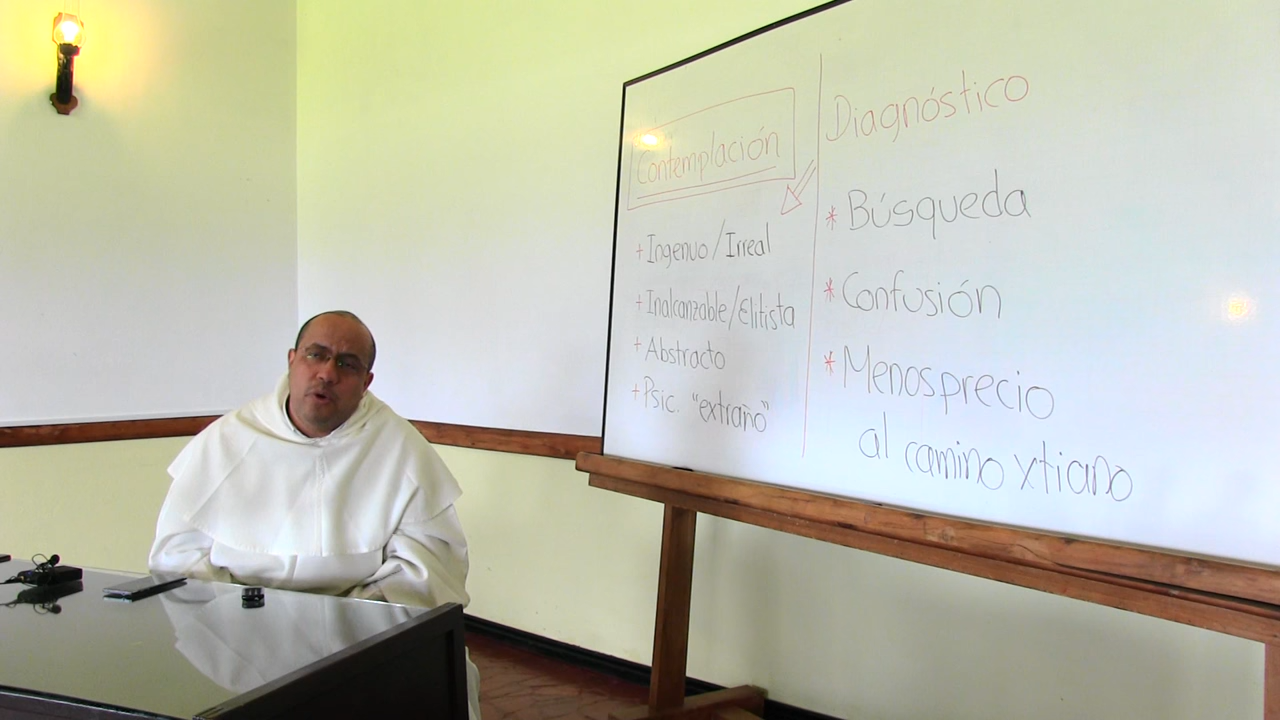 Contemplación
+ Ingenuo/Irreal
+ Inalcanzable/Elitista
+ Abstracto
+ Psic. "extraño"
Diagnóstico
* Búsqueda
* Confusión
* Menosprecio
al camino xtiano